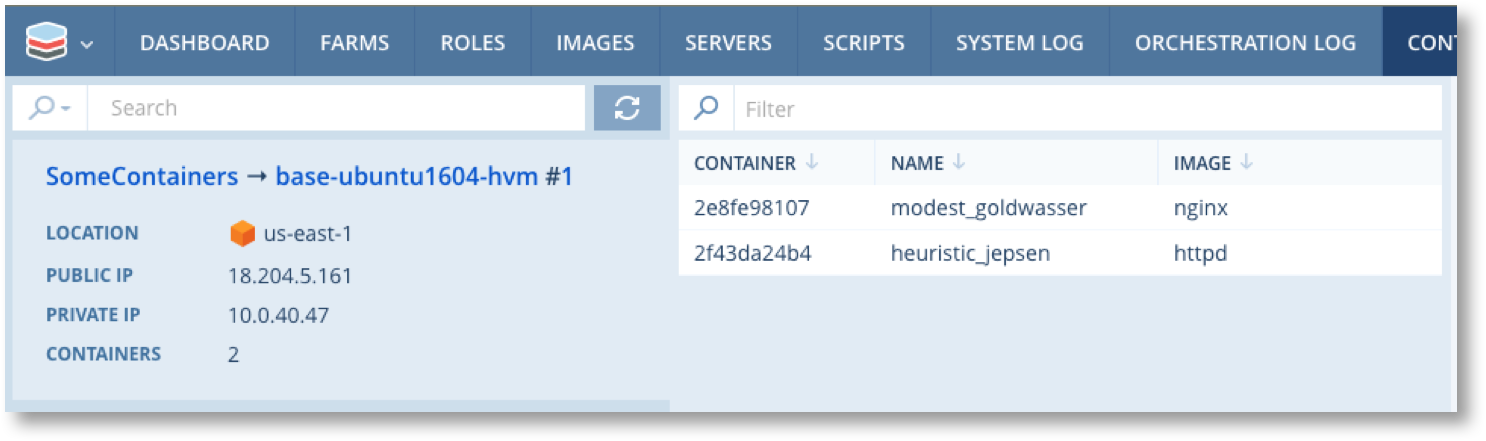 DASHBOARD FARMS ROLES IMAGES SERVERS SCRIPTS SYSTEM LOG ORCHESTRATION LOG CONT
Search
Filter
SomeContainers → base-ubuntu1604-hvm #1
LOCATION us-east-1
PUBLIC IP 18.204.5.161
PRIVATE IP 10.0.40.47
CONTAINERS 2
CONTAINER ↓ NAME ↓ IMAGE ↓
2e8fe98107 modest_goldwasser nginx
2f43da24b4 heuristic_jepsen httpd